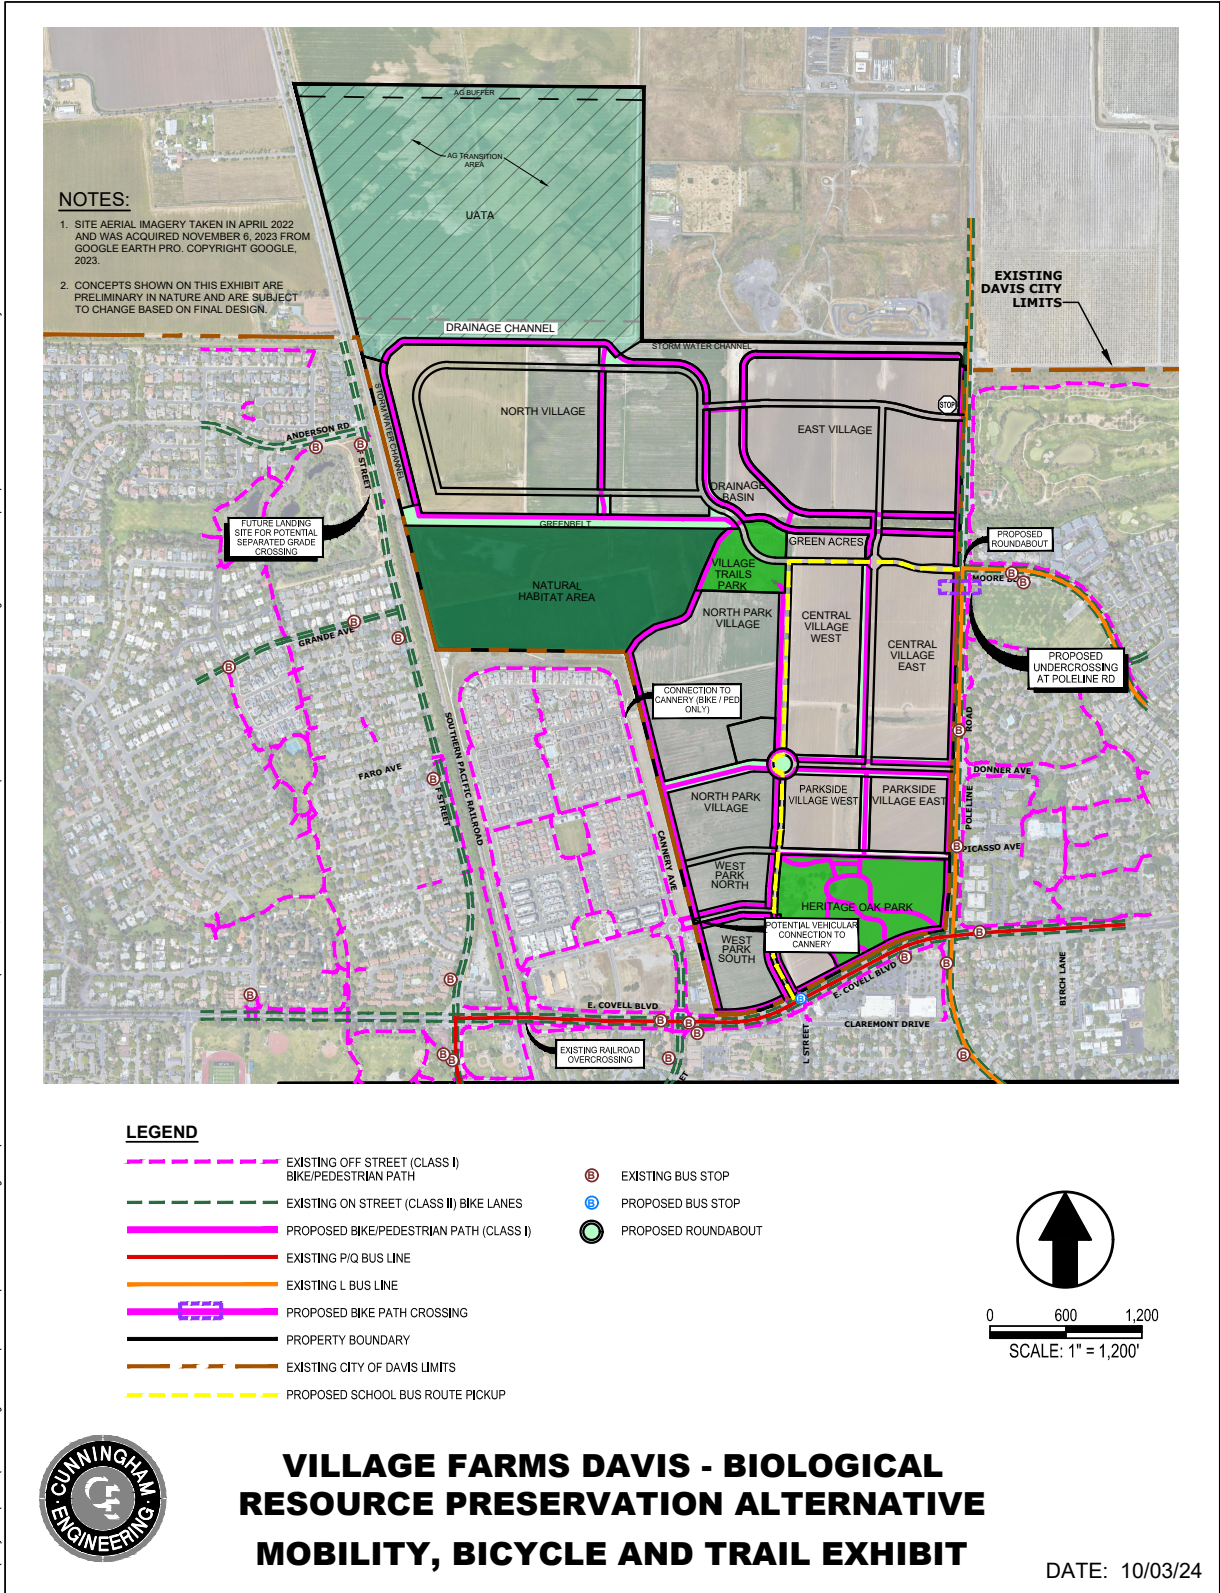 AG BUFFER
AG TRANSITION
AREA
UATA
NOTES:
1. SITE AERIAL IMAGERY TAKEN IN APRIL 2022
AND WAS ACQUIRED NOVEMBER 6, 2023 FROM
GOOGLE EARTH PRO. COPYRIGHT GOOGLE,
2023.
2. CONCEPTS SHOWN ON THIS EXHIBIT ARE
PRELIMINARY IN NATURE AND ARE SUBJECT
TO CHANGE BASED ON FINAL DESIGN.
EXISTING
DAVIS CITY
LIMITS
DRAINAGE CHANNEL
STORM WATER CHANNEL
STORM WATER CHANNEL
NORTH VILLAGE
EAST VILLAGE
STOP
ANDERSON RD
F STREET
DRAINAGE
BASIN
GREENBELT
GREEN ACRES
FUTURE LANDING
SITE FOR POTENTIAL
SEPARATED GRADE
CROSSING
PROPOSED
ROUNDABOUT
VILLAGE
TRAILS
PARK
MOORE
NATURAL
HABITAT AREA
NORTH PARK
VILLAGE
CENTRAL
VILLAGE
WEST
CENTRAL
VILLAGE
EAST
GRANDE AVE
PROPOSED
UNDERCROSSING
AT POLELINE RD
CONNECTION TO
CANNERY (BIKE / PED
ONLY)
SOUTHERN PACIFIC RAILROAD
POLELINE ROAD
FARO AVE
F STREET
DONNER AVE
NORTH PARK
VILLAGE
PARKSIDE
VILLAGE WEST
PARKSIDE
VILLAGE EAST
PICASSO AVE
CANNERY AVE
WEST
PARK
NORTH
HERITAGE OAK PARK
POTENTIAL VEHICULAR
CONNECTION TO
CANNERY
WEST
PARK
SOUTH
E. COVELL BLVD
E. COVELL BLVD
BIRCH LANE
CLAREMONT DRIVE
L STREET
EXISTING RAILROAD
OVERCROSSING
LEGEND
EXISTING OFF STREET (CLASS I)
BIKE/PEDESTRIAN PATH
EXISTING ON STREET (CLASS II) BIKE LANES
PROPOSED BIKE/PEDESTRIAN PATH (CLASS I)
EXISTING P/Q BUS LINE
EXISTING L BUS LINE
PROPOSED BIKE PATH CROSSING
PROPERTY BOUNDARY
EXISTING CITY OF DAVIS LIMITS
PROPOSED SCHOOL BUS ROUTE PICKUP
B EXISTING BUS STOP
B PROPOSED BUS STOP
PROPOSED ROUNDABOUT
0 600 1,200
SCALE: 1" = 1,200'
CUNNINGHAM
ENGINEERING
VILLAGE FARMS DAVIS - BIOLOGICAL
RESOURCE PRESERVATION ALTERNATIVE
MOBILITY, BICYCLE AND TRAIL EXHIBIT
DATE: 10/03/24